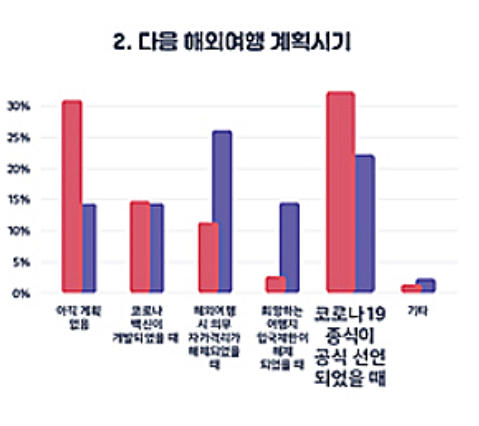 2. 다음 해외여행 계획시기
30%
25%
20%
15%
10%
5%
0%
아직 계획
없음
코로나
백신이
개발되었을 때
해외여행
시 의무
자가격리가
해제되었을
때
희망하는
여행지
입국제한이
해제
되었을 때
코로나19
종식이
공식 선언
되었을 때
기타